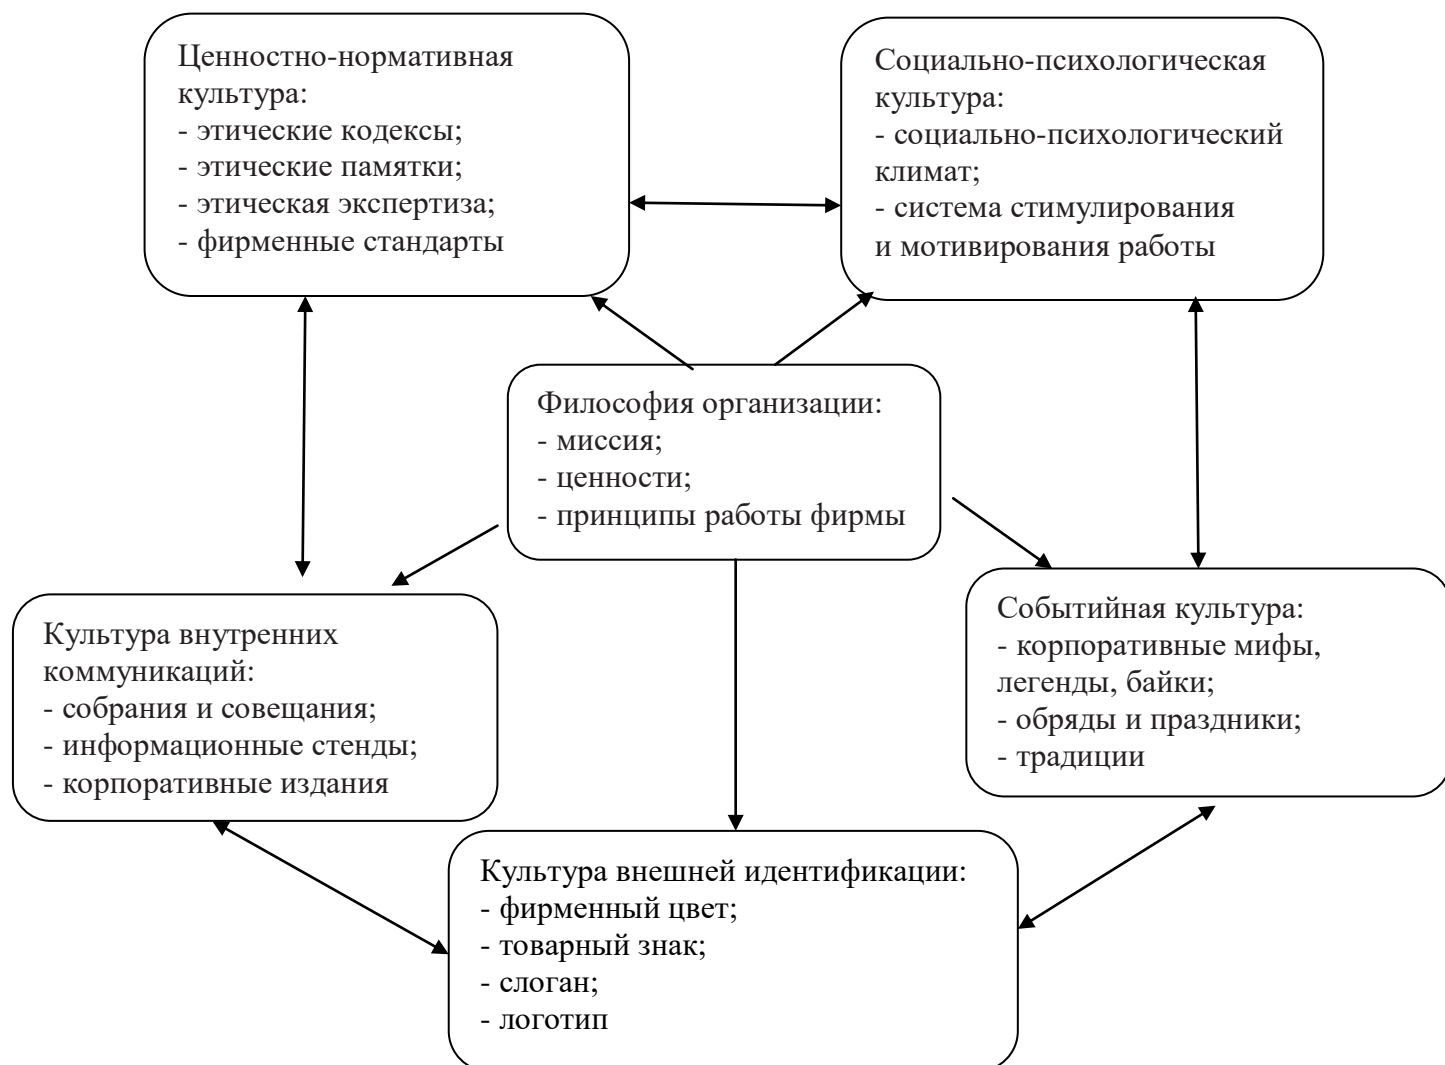 Ценностно-нормативная
культура:
- этические кодексы;
- этические памятки;
- этическая экспертиза;
- фирменные стандарты
Социально-психологическая
культура:
- социально-психологический
климат;
- система стимулирования
и мотивирования работы
Философия организации:
- миссия;
- ценности;
- принципы работы фирмы
Культура внутренних
коммуникаций:
- собрания и совещания;
- информационные стенды;
- корпоративные издания
Событийная культура:
- корпоративные мифы,
легенды, байки;
- обряды и праздники;
- традиции
Культура внешней идентификации:
- фирменный цвет;
- товарный знак;
- слоган;
- логотип